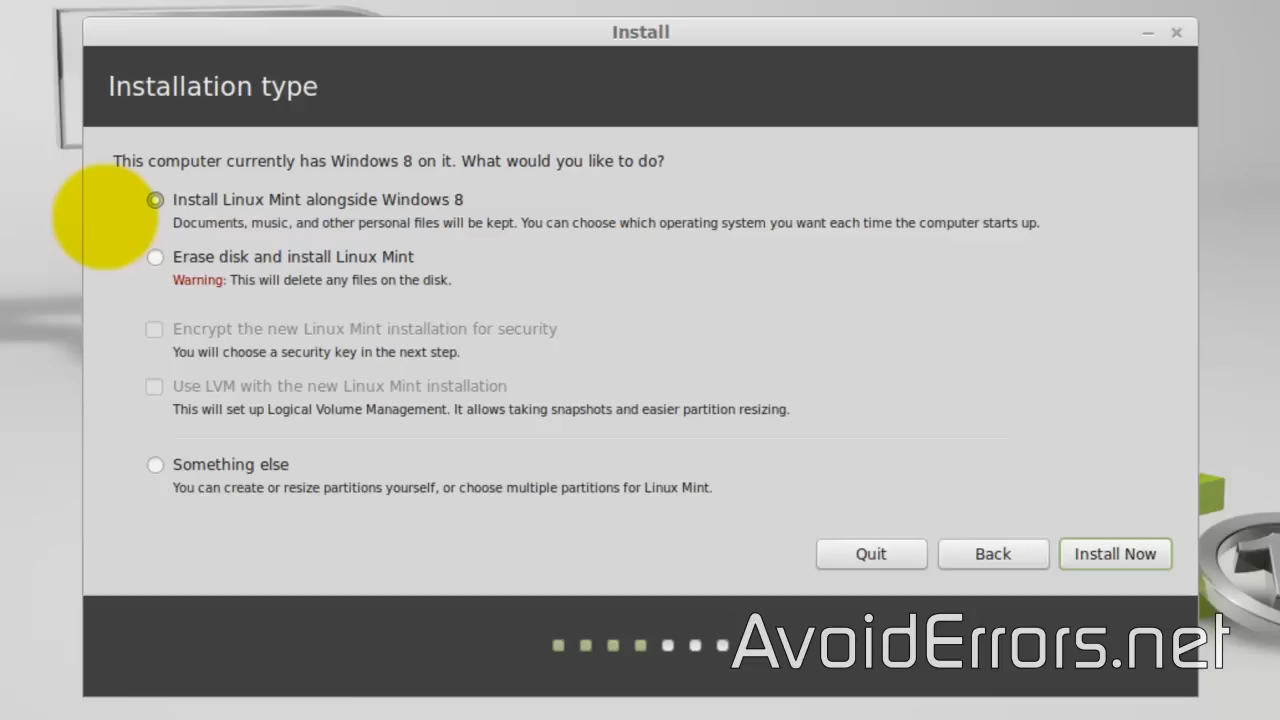 Install
Installation type
This computer currently has Windows 8 on it. What would you like to do?
Install Linux Mint alongside Windows 8
Documents, music, and other personal files will be kept. You can choose which operating system you want each time the computer starts up.
Erase disk and install Linux Mint
Warning: This will delete any files on the disk.
Encrypt the new Linux Mint installation for security
You will choose a security key in the next step.
Use LVM with the new Linux Mint installation
This will set up Logical Volume Management. It allows taking snapshots and easier partition resizing.
Something else
You can create or resize partitions yourself, or choose multiple partitions for Linux Mint.
Quit Back Install Now
AvoidErrors.net